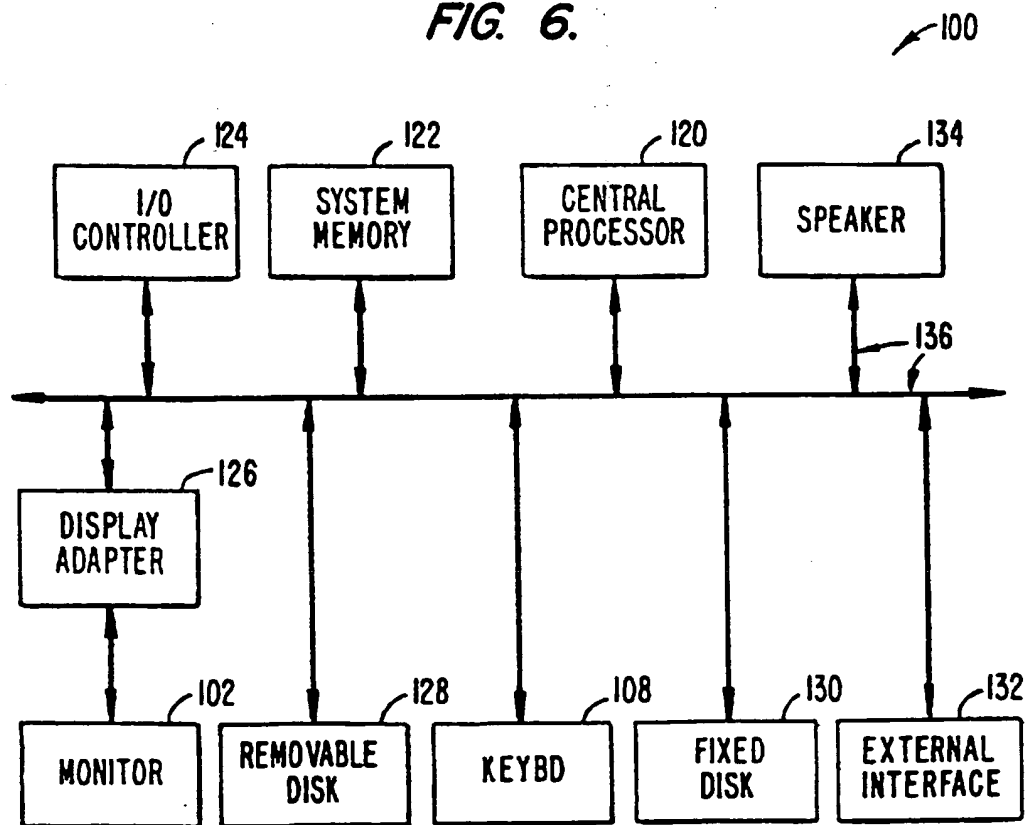 FIG. 6.
100
124
122
120
134
I/O
CONTROLLER
SYSTEM
MEMORY
CENTRAL
PROCESSOR
SPEAKER
136
126
DISPLAY
ADAPTER
102
128
108
130
132
MONITOR
REMOVABLE
DISK
KEYBD
FIXED
DISK
EXTERNAL
INTERFACE